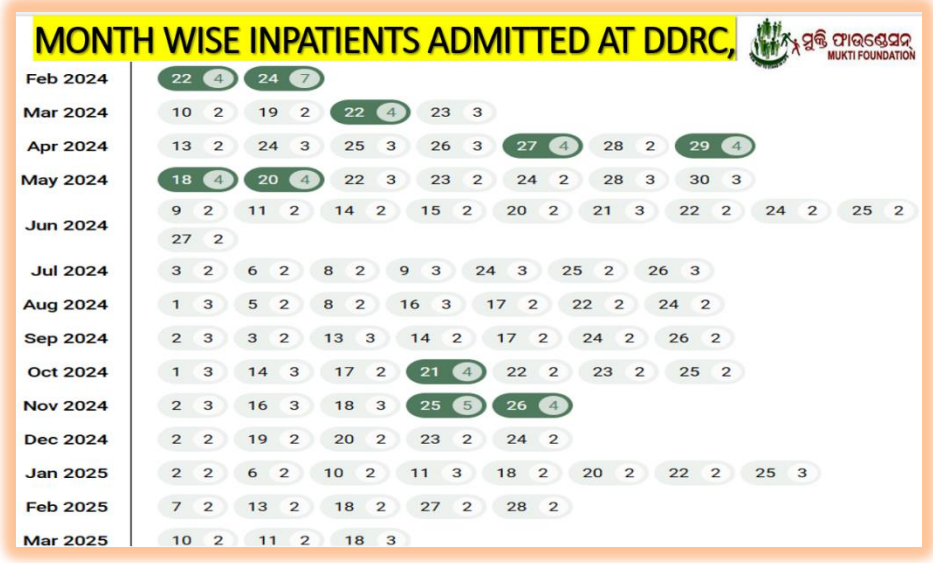 MONTH WISE INPATIENTS ADMITTED AT DDRC,
ମୁକ୍ତି ଫାଉଣ୍ଡେସନ୍
MUKTI FOUNDATION
Feb 2024 22 4 24 7
Mar 2024 10 2 19 2 22 4 23 3
Apr 2024 13 2 24 3 25 3 26 3 27 4 28 2 29 4
May 2024 18 4 20 4 22 3 23 2 24 2 28 3 30 3
Jun 2024 9 2 11 2 14 2 15 2 20 2 21 3 22 2 24 2 25 2
27 2
Jul 2024 3 2 6 2 8 2 9 3 24 3 25 2 26 3
Aug 2024 1 3 5 2 8 2 16 3 17 2 22 2 24 2
Sep 2024 2 3 3 2 13 3 14 2 17 2 24 2 26 2
Oct 2024 1 3 14 3 17 2 21 4 22 2 23 2 25 2
Nov 2024 2 3 16 3 18 3 25 5 26 4
Dec 2024 2 2 19 2 20 2 23 2 24 2
Jan 2025 2 2 6 2 10 2 11 3 18 2 20 2 22 2 25 3
Feb 2025 7 2 13 2 18 2 27 2 28 2
Mar 2025 10 2 11 2 18 3